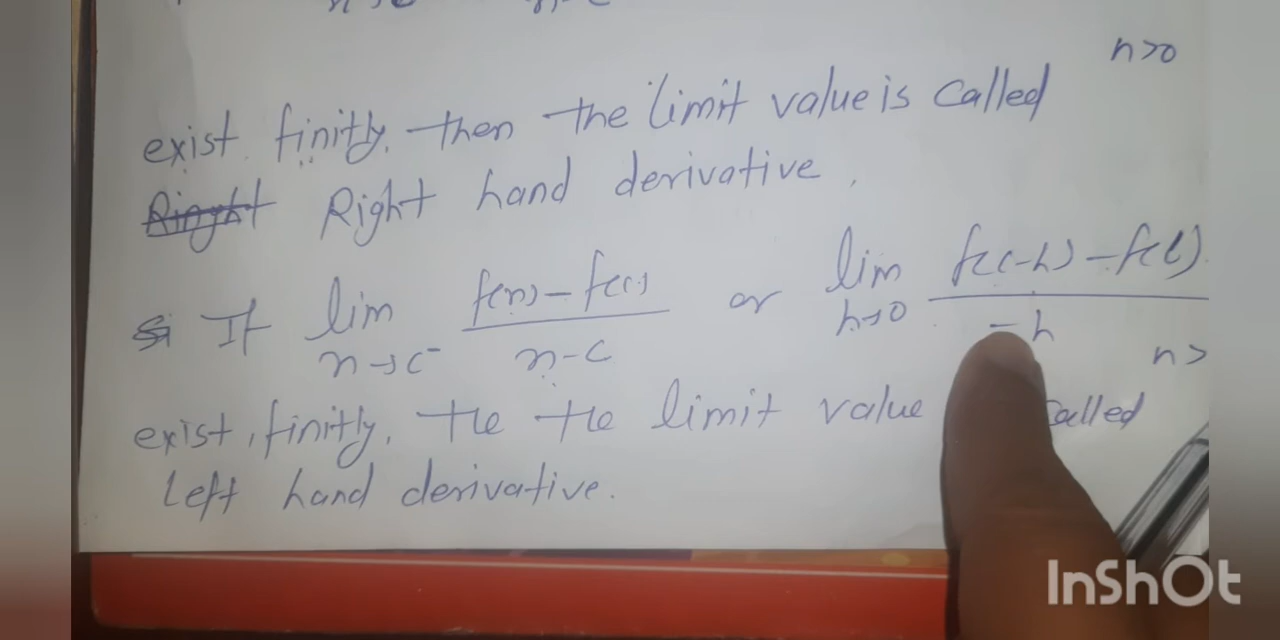 n>0
exist finitly, then the limit value is called
Right hand derivative.
If lim f(n) - f(c) or lim f(c-h) - f(c)
n→c⁻ n-c h→0 -h
n>
exist, finitly, the the limit value called
Left hand derivative.
InShOt